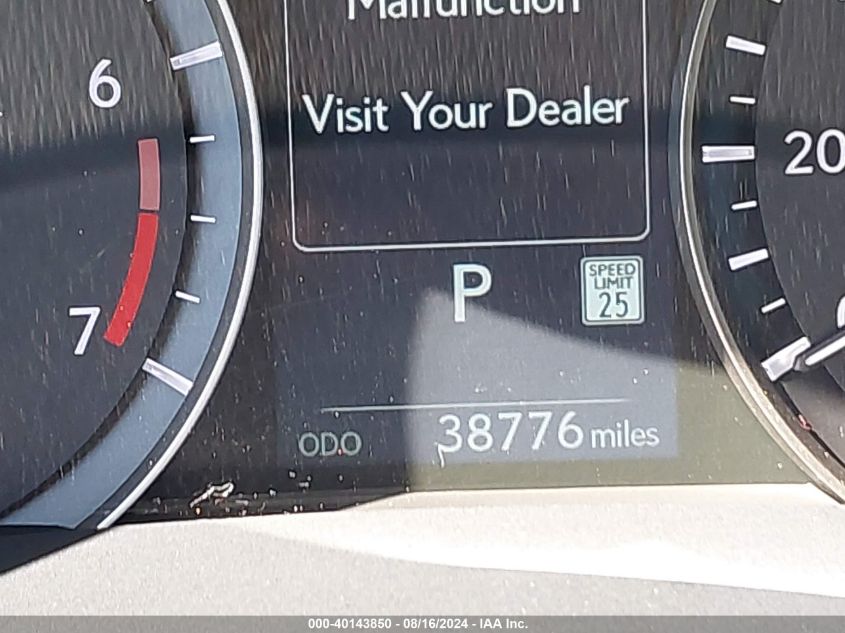 Malfunction
Visit Your Dealer
6
7
20
P
SPEED
LIMIT
25
ODO 38776 miles
000-40143850 - 08/16/2024 - IAA Inc.